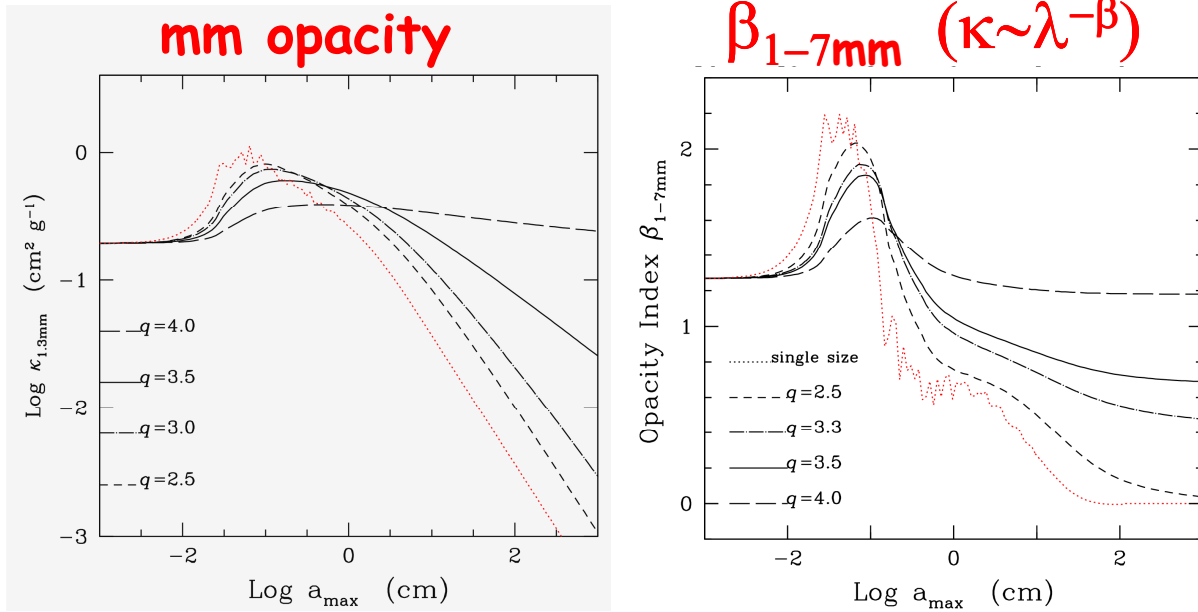 mm opacity
0
−1
−2
−3
Log κ1.3mm (cm² g⁻¹)
q=4.0
q=3.5
q=3.0
q=2.5
−2
0
2
Log amax (cm)
β1−7mm (κ~λ⁻ᵝ)
2
1
0
Opacity Index β1−7mm
single size
q=2.5
q=3.3
q=3.5
q=4.0
−2
0
2
Log amax (cm)